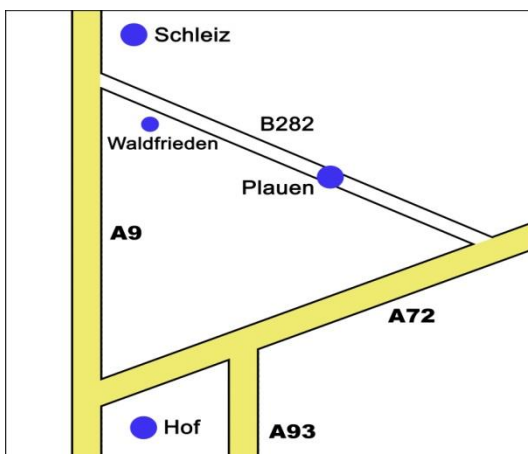 Schleiz
B282
Waldfrieden
Plauen
A9
A72
Hof
A93